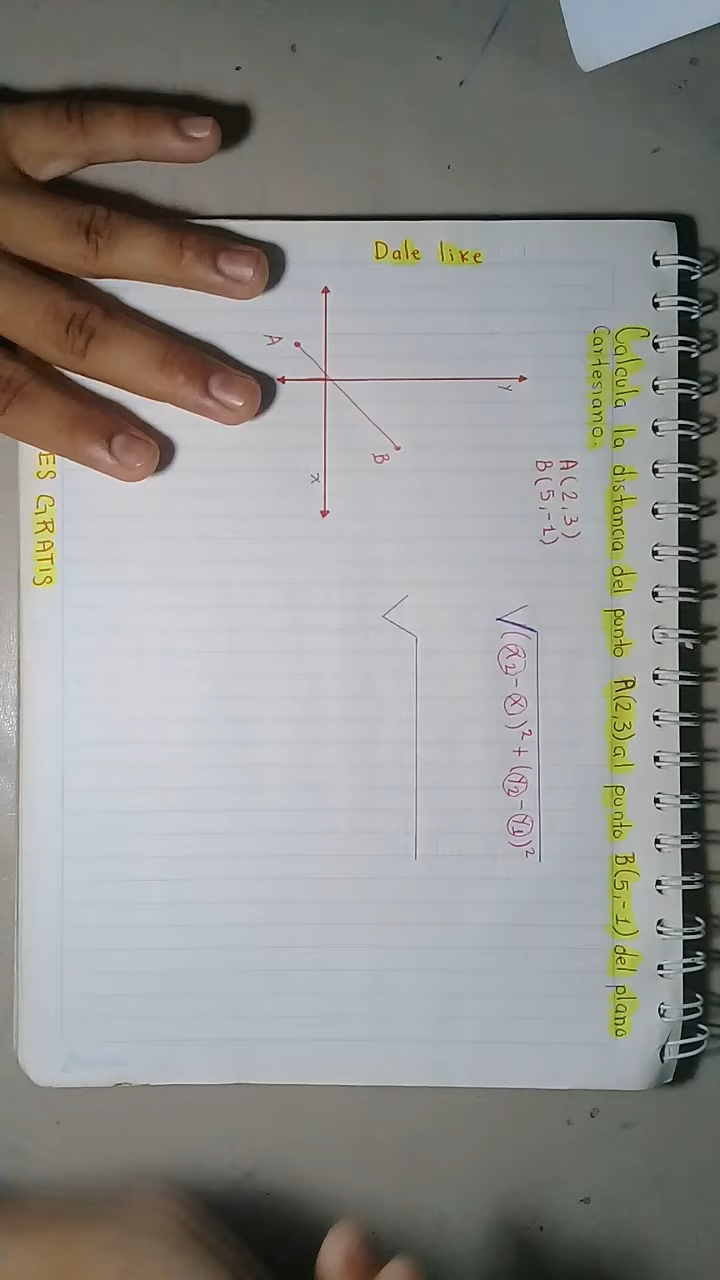 Calcula la distancia del punto A(2,3) al punto B(5,-1) del plano
Cartesiano.
A(2,3)
B(5,-1)
√(x2-x1)²+(y2-y1)²
√
Dale like
y
B
x
A
ES GRATIS